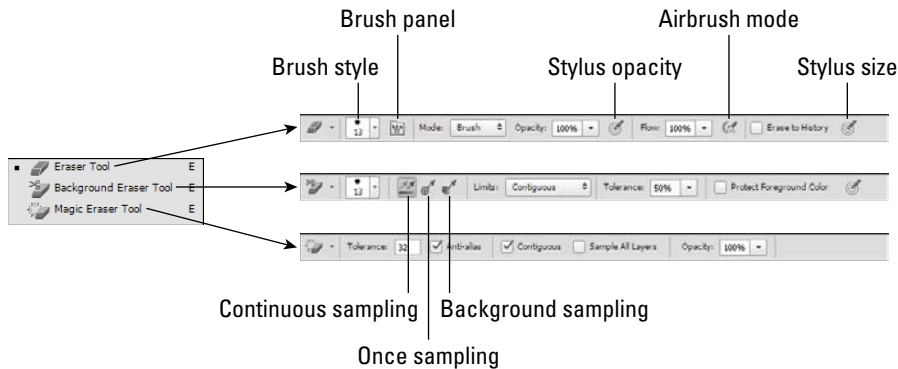 Brush panel
Airbrush mode
Brush style
Stylus opacity
Stylus size
13 Mode: Brush Opacity: 100% Flow: 100% Erase to History
Eraser Tool E
Background Eraser Tool E
Magic Eraser Tool E
13 Limits: Contiguous Tolerance: 50% Protect Foreground Color
Tolerance: 32 Anti-alias Contiguous Sample All Layers Opacity: 100%
Continuous sampling
Background sampling
Once sampling